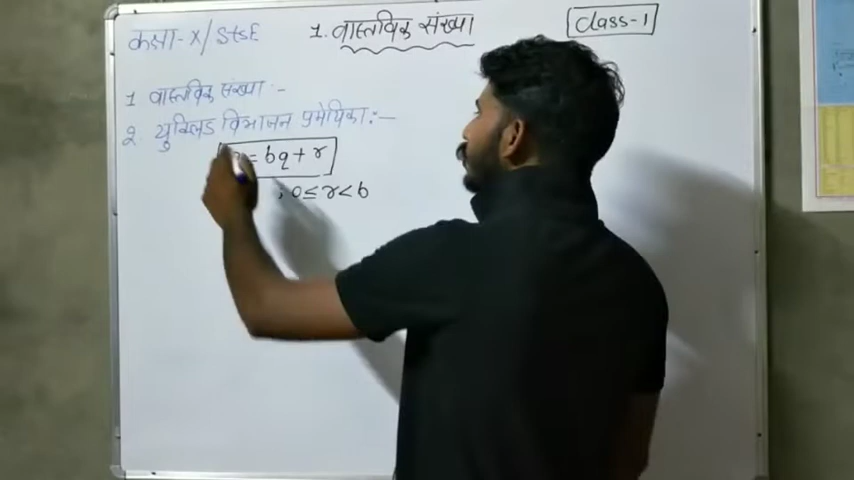 कक्षा-X/StsE
1. वास्तविक संख्या
Class-1
1 वास्तविक संख्या :-
2 युक्लिड विभाजन प्रमेयिका:-
= bq + r
, 0≤r<b